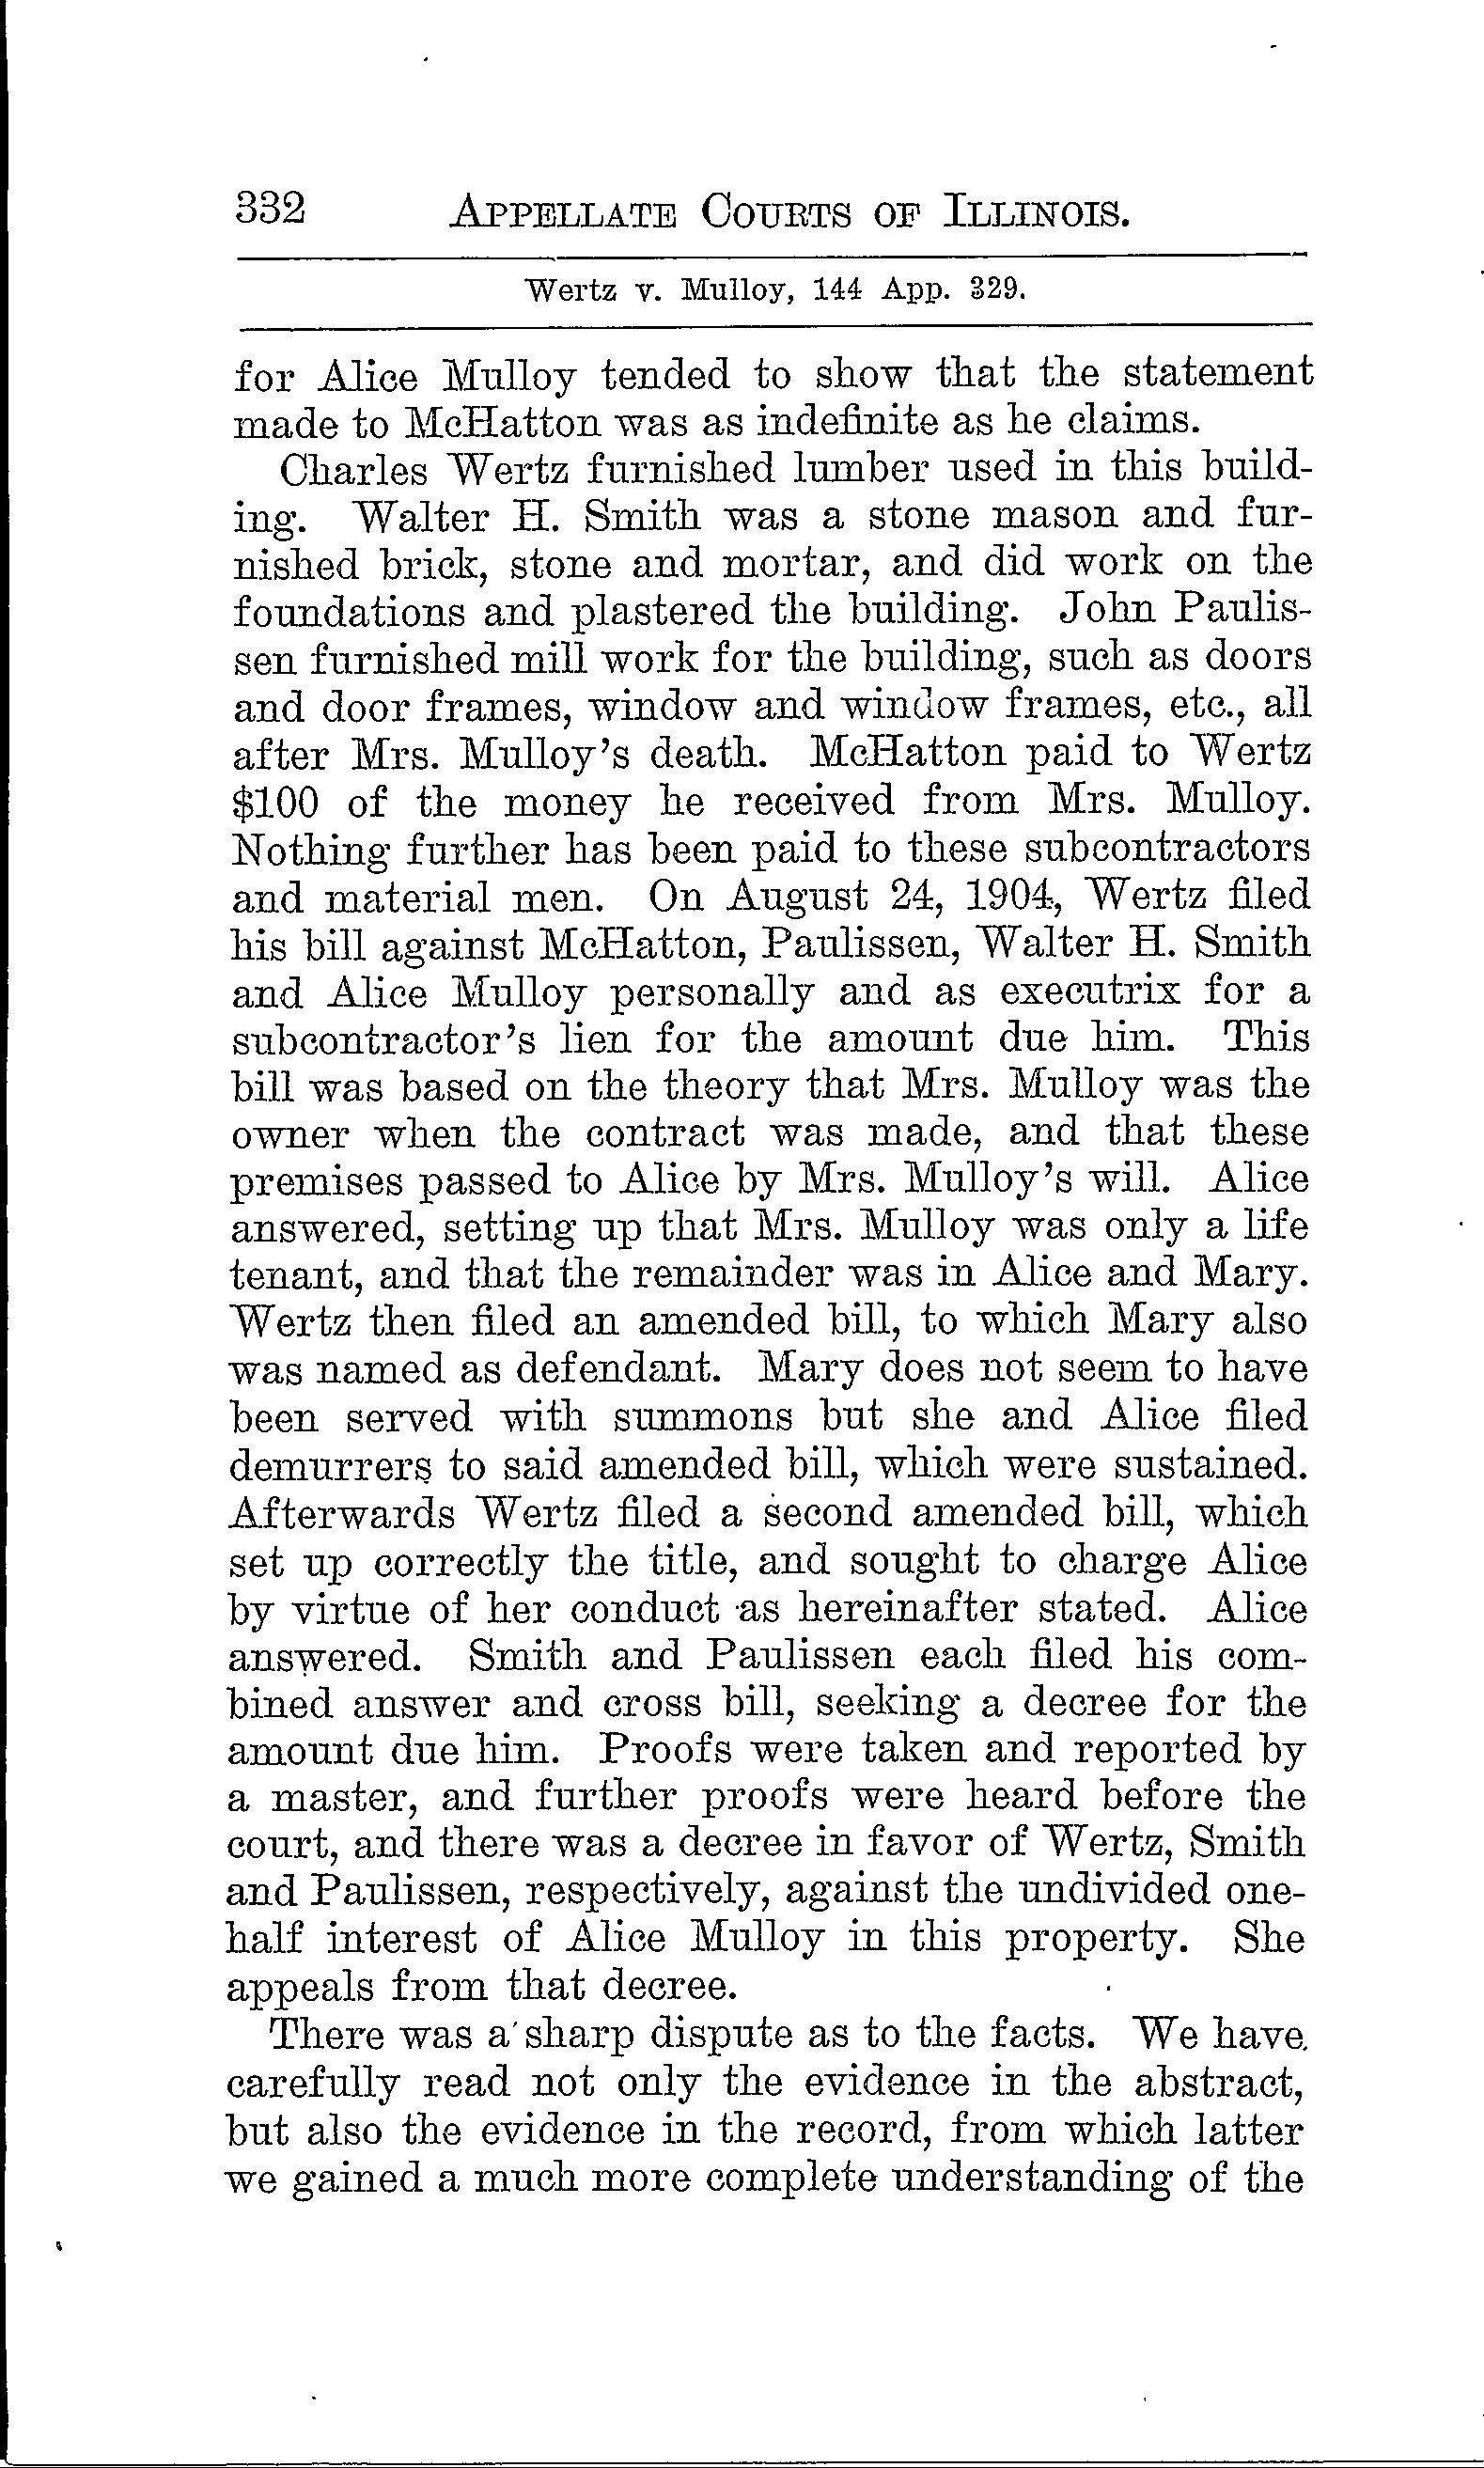 332 APPELLATE COURTS OF ILLINOIS.
Wertz v. Mulloy, 144 App. 329.
for Alice Mulloy tended to show that the statement
made to McHatton was as indefinite as he claims.
Charles Wertz furnished lumber used in this build-
ing. Walter H. Smith was a stone mason and fur-
nished brick, stone and mortar, and did work on the
foundations and plastered the building. John Paulis-
sen furnished mill work for the building, such as doors
and door frames, window and window frames, etc., all
after Mrs. Mulloy's death. McHatton paid to Wertz
$100 of the money he received from Mrs. Mulloy.
Nothing further has been paid to these subcontractors
and material men. On August 24, 1904, Wertz filed
his bill against McHatton, Paulissen, Walter H. Smith
and Alice Mulloy personally and as executrix for a
subcontractor's lien for the amount due him. This
bill was based on the theory that Mrs. Mulloy was the
owner when the contract was made, and that these
premises passed to Alice by Mrs. Mulloy's will. Alice
answered, setting up that Mrs. Mulloy was only a life
tenant, and that the remainder was in Alice and Mary.
Wertz then filed an amended bill, to which Mary also
was named as defendant. Mary does not seem to have
been served with summons but she and Alice filed
demurrers to said amended bill, which were sustained.
Afterwards Wertz filed a second amended bill, which
set up correctly the title, and sought to charge Alice
by virtue of her conduct as hereinafter stated. Alice
answered. Smith and Paulissen each filed his com-
bined answer and cross bill, seeking a decree for the
amount due him. Proofs were taken and reported by
a master, and further proofs were heard before the
court, and there was a decree in favor of Wertz, Smith
and Paulissen, respectively, against the undivided one-
half interest of Alice Mulloy in this property. She
appeals from that decree.
There was a sharp dispute as to the facts. We have
carefully read not only the evidence in the abstract,
but also the evidence in the record, from which latter
we gained a much more complete understanding of the